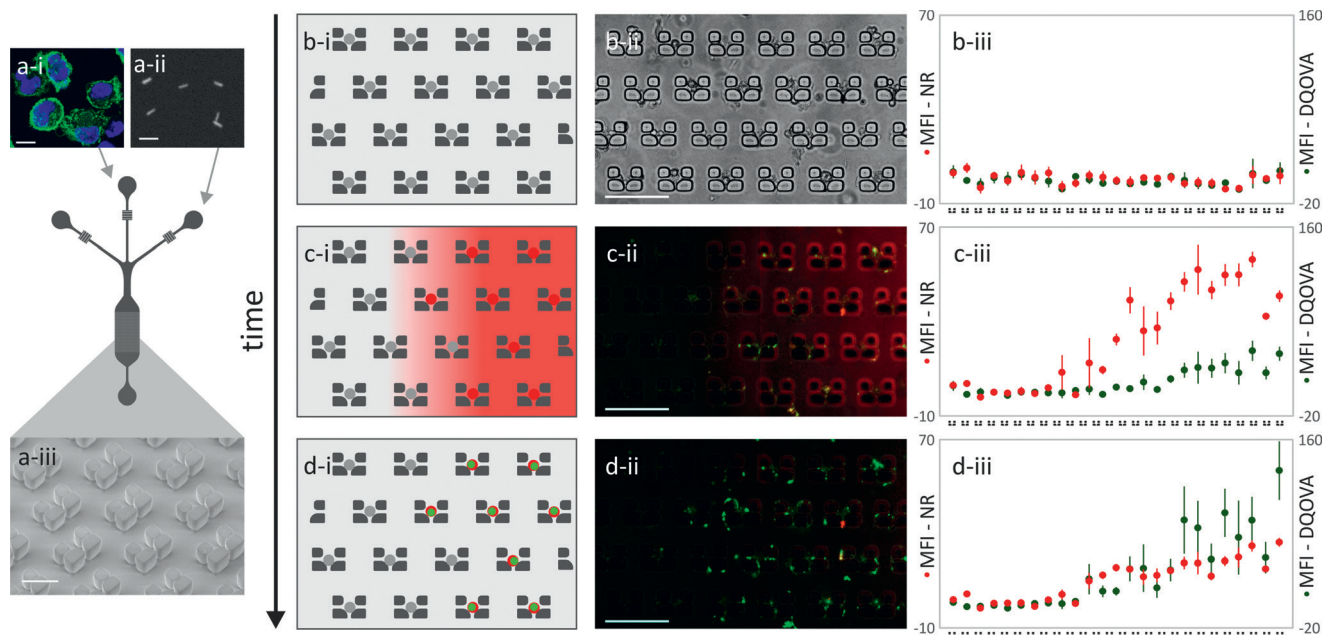 a-i
a-ii
a-iii
time
b-i
b-ii
b-iii
70
-10
• MFI - NR
160
-20
• MFI - DQOVA
c-i
c-ii
c-iii
70
-10
• MFI - NR
160
-20
• MFI - DQOVA
d-i
d-ii
d-iii
70
-10
• MFI - NR
160
-20
• MFI - DQOVA